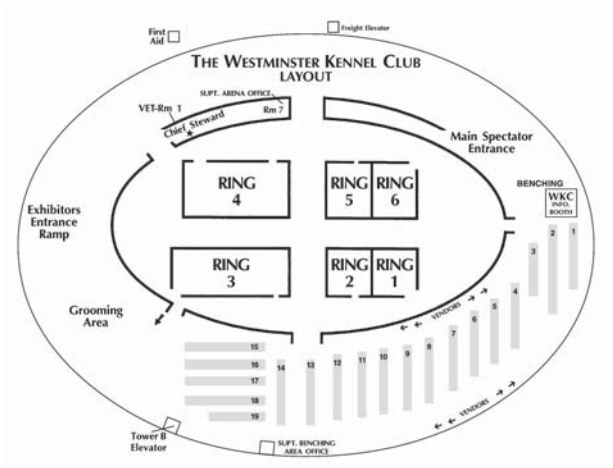 First
Aid
Freight Elevator
THE WESTMINSTER KENNEL CLUB
LAYOUT
SUPT. ARENA OFFICE
VET-Rm 1
Rm 7
Chief Steward
Main Spectator
Entrance
RING
4
RING
5
RING
6
BENCHING
WKC
INFO.
BOOTH
Exhibitors
Entrance
Ramp
1
2
3
RING
3
RING
2
RING
1
4
Grooming
Area
VENDORS
5
6
7
8
9
10
11
12
13
14
15
16
17
18
19
VENDORS
Tower B
Elevator
SUPT. BENCHING
AREA OFFICE